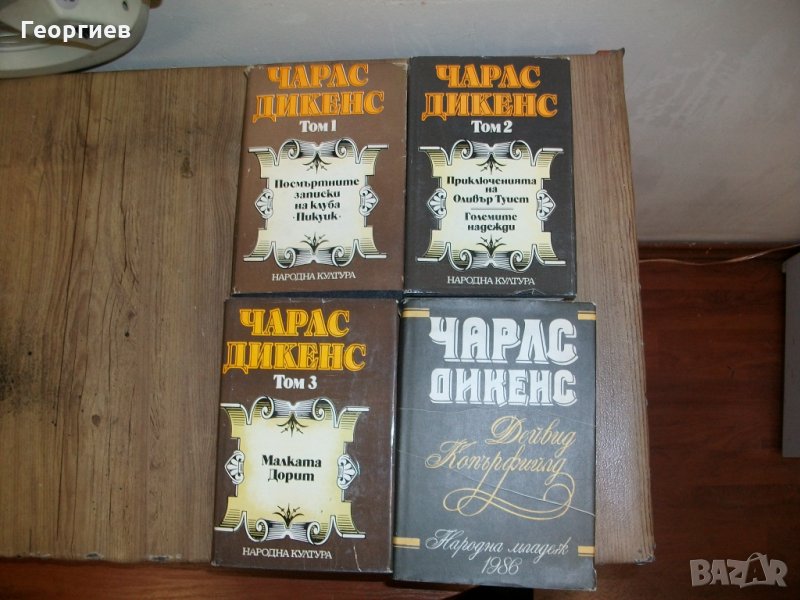 Георгиев
ЧАРЛС
ДИКЕНС
Том 1
Посмъртните
записки
на клуба
"Пикуик"
НАРОДНА КУЛТУРА
ЧАРЛС
ДИКЕНС
Том 2
Приключенията
на
Оливър Туист
Големите
надежди
НАРОДНА КУЛТУРА
ЧАРЛС
ДИКЕНС
Том 3
Малката
Дорит
НАРОДНА КУЛТУРА
ЧАРЛС
ДИКЕНС
Дейвид
Копърфийлд
Народна младеж
1986
BAZAR